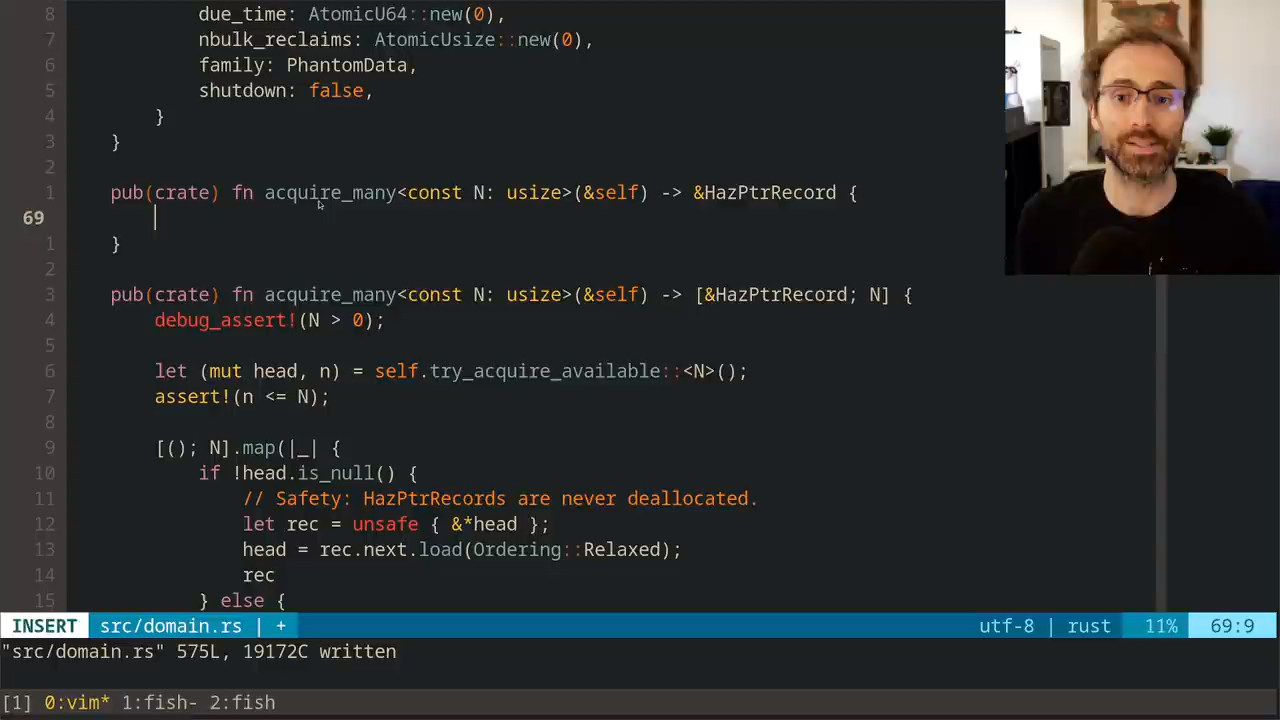 8 due_time: AtomicU64::new(0),
7 nbulk_reclaims: AtomicUsize::new(0),
6 family: PhantomData,
5 shutdown: false,
4 }
3 }
2
1 pub(crate) fn acquire_many<const N: usize>(&self) -> &HazPtrRecord {
69
1 }
2
3 pub(crate) fn acquire_many<const N: usize>(&self) -> [&HazPtrRecord; N] {
4 debug_assert!(N > 0);
5
6 let (mut head, n) = self.try_acquire_available::<N>();
7 assert!(n <= N);
8
9 [(); N].map(|_| {
10 if !head.is_null() {
11 // Safety: HazPtrRecords are never deallocated.
12 let rec = unsafe { &*head };
13 head = rec.next.load(Ordering::Relaxed);
14 rec
15 } else {
INSERT src/domain.rs | + utf-8 | rust 11% 69:9
"src/domain.rs" 575L, 19172C written
[1] 0:vim* 1:fish- 2:fish